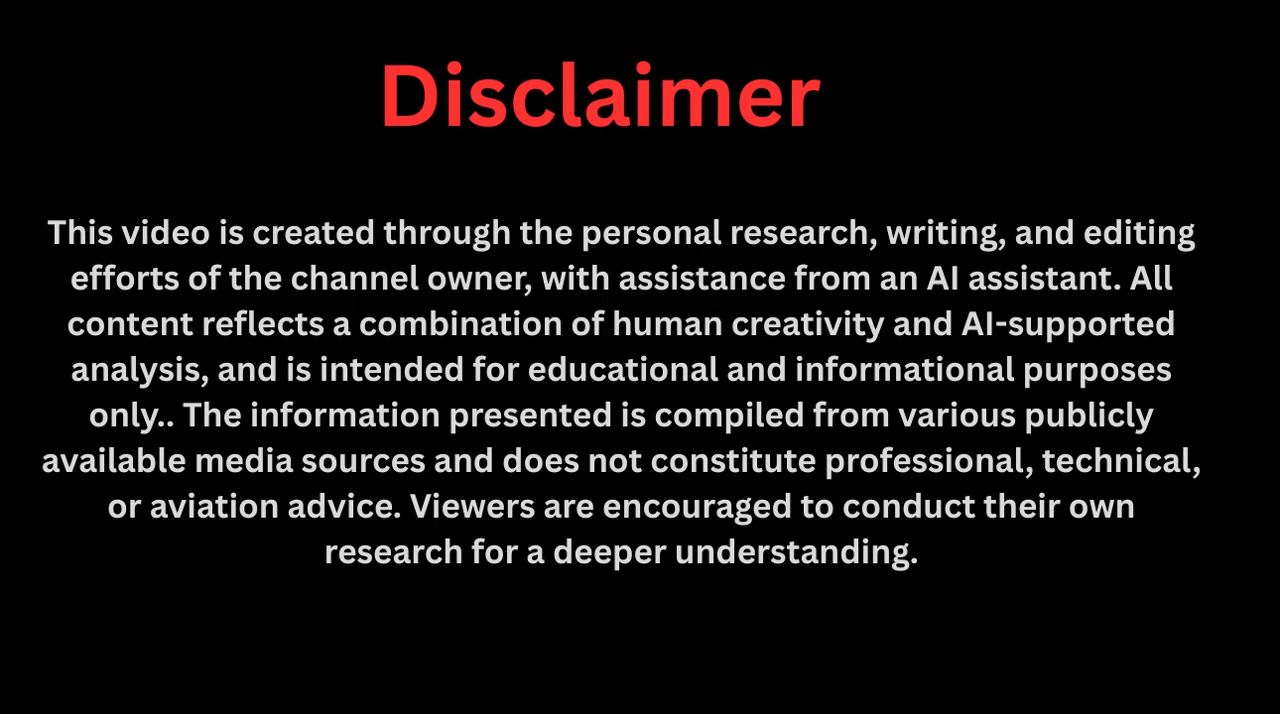 Disclaimer
This video is created through the personal research, writing, and editing
efforts of the channel owner, with assistance from an AI assistant. All
content reflects a combination of human creativity and AI-supported
analysis, and is intended for educational and informational purposes
only.. The information presented is compiled from various publicly
available media sources and does not constitute professional, technical,
or aviation advice. Viewers are encouraged to conduct their own
research for a deeper understanding.